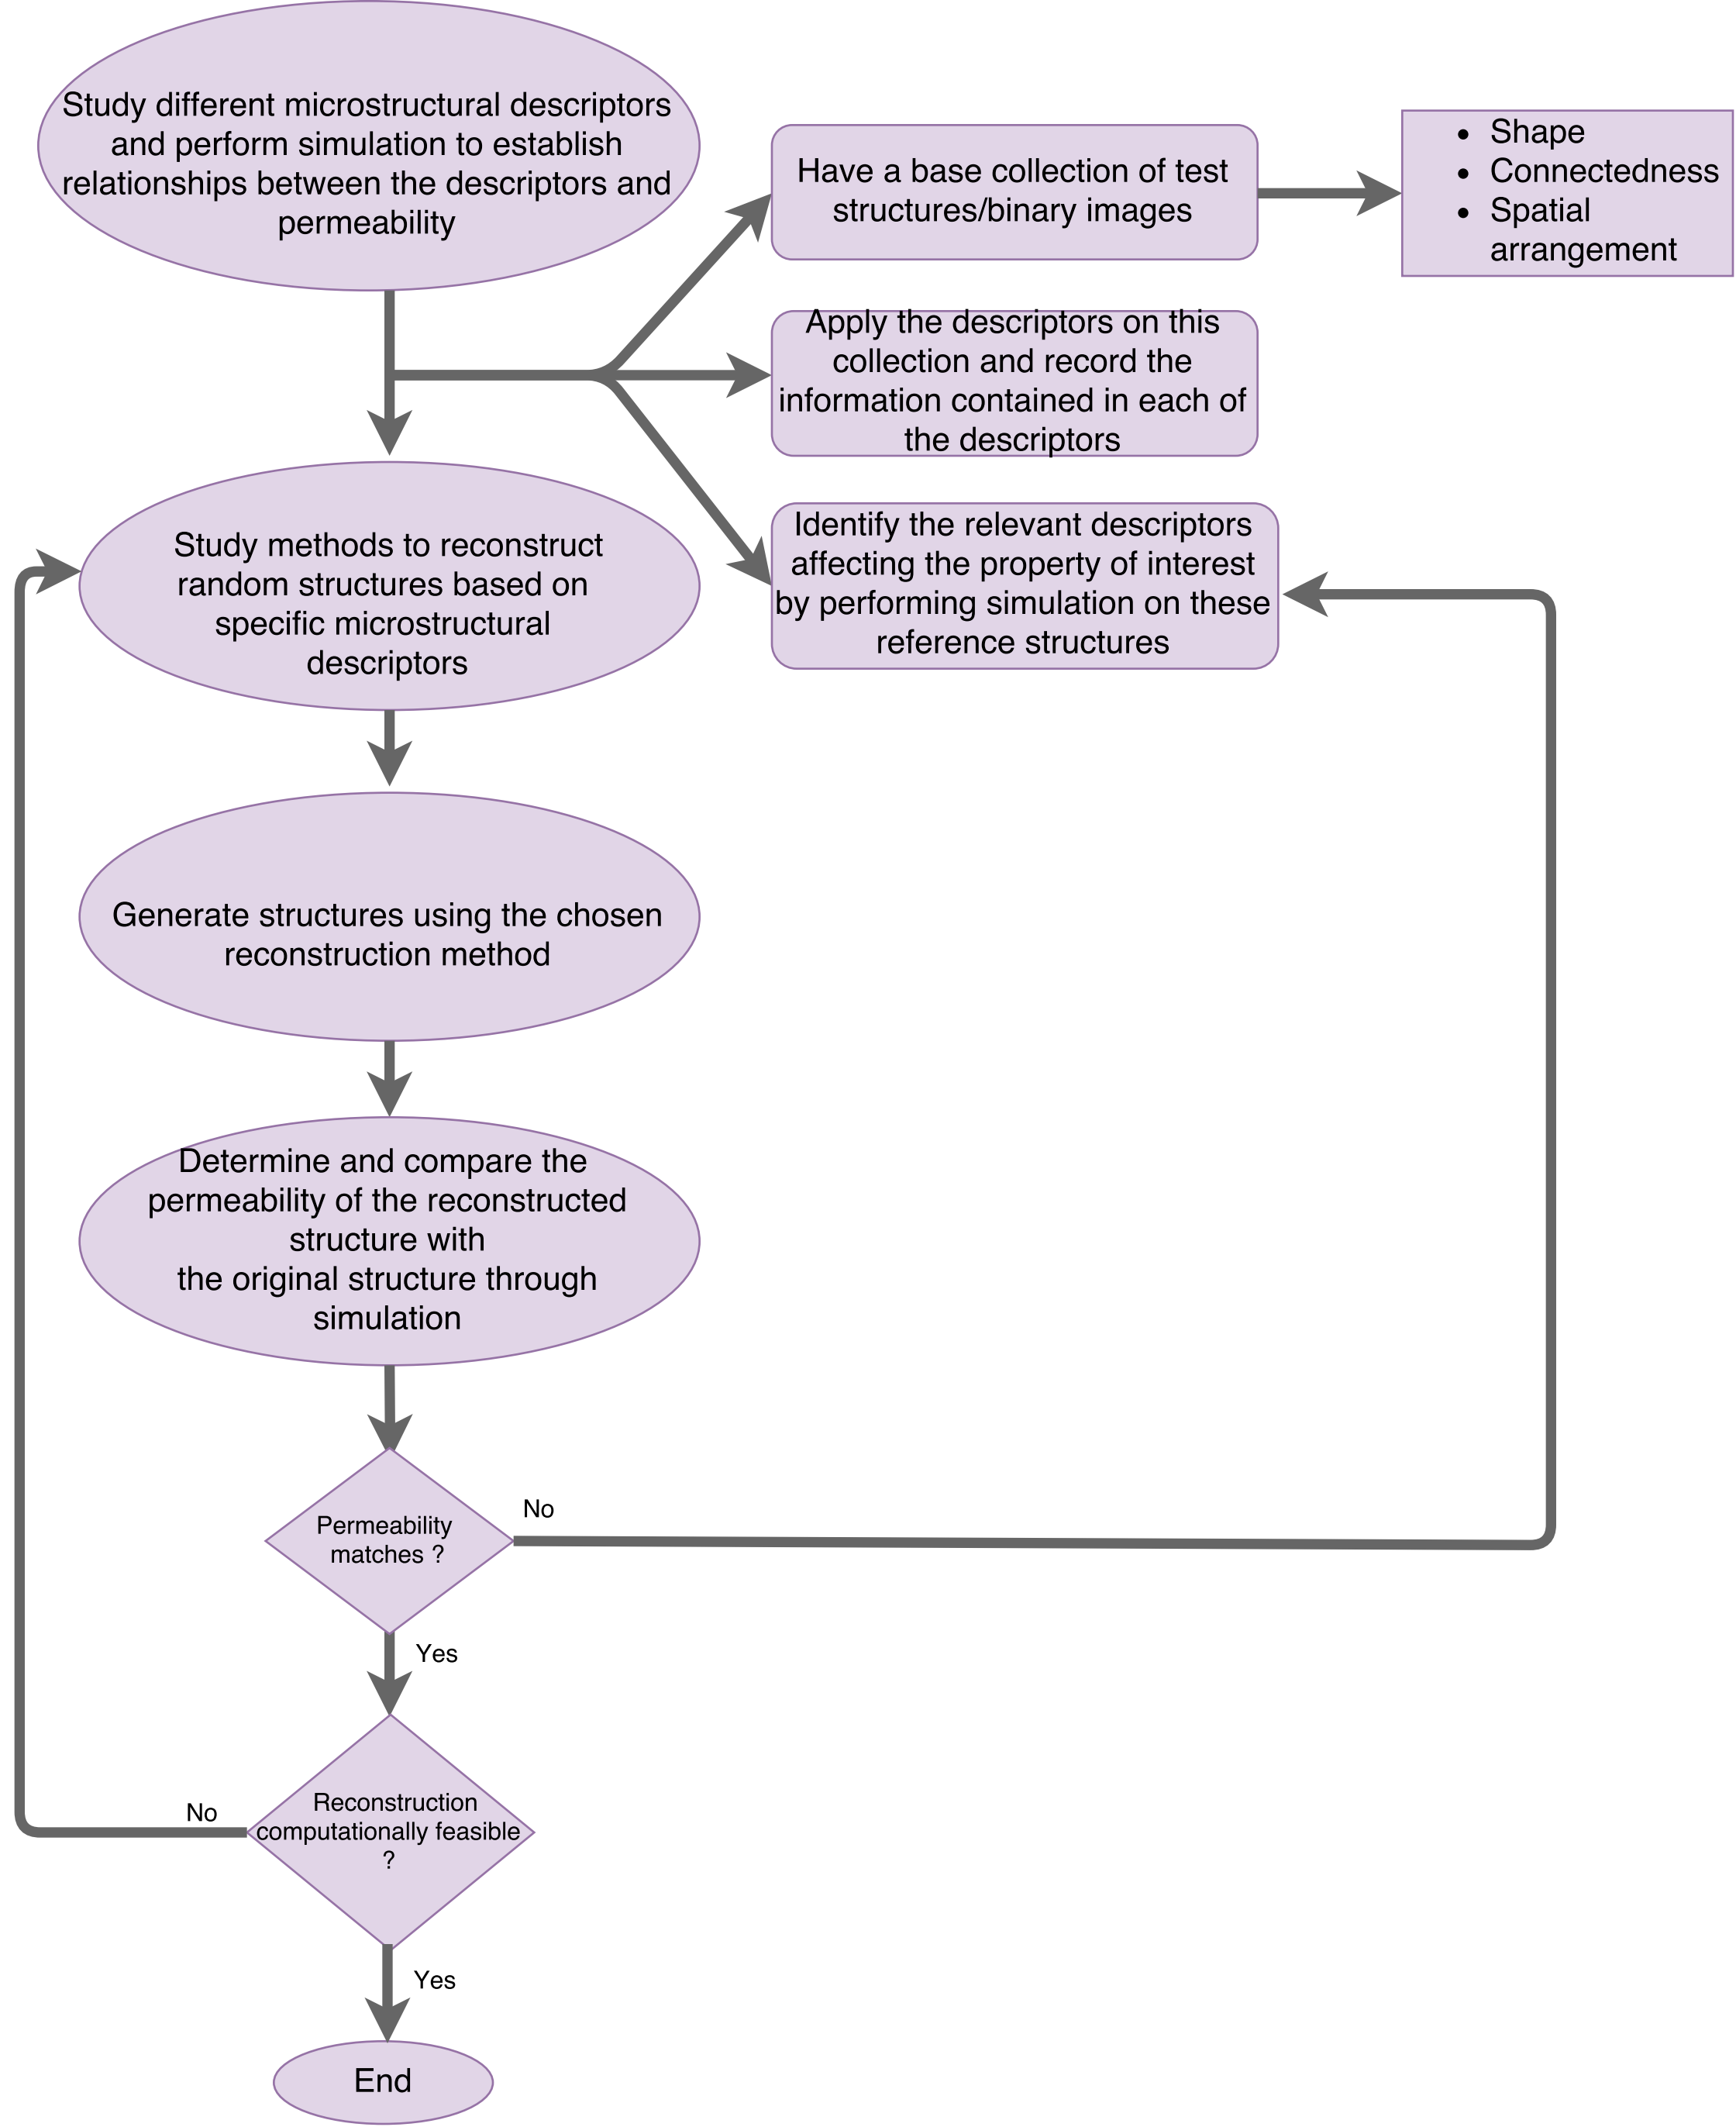 Study different microstructural descriptors
and perform simulation to establish
relationships between the descriptors and
permeability
Have a base collection of test
structures/binary images
• Shape
• Connectedness
• Spatial
arrangement
Apply the descriptors on this
collection and record the
information contained in each of
the descriptors
Identify the relevant descriptors
affecting the property of interest
by performing simulation on these
reference structures
Study methods to reconstruct
random structures based on
specific microstructural
descriptors
Generate structures using the chosen
reconstruction method
Determine and compare the
permeability of the reconstructed
structure with
the original structure through
simulation
Permeability
matches ?
No
Yes
Reconstruction
computationally feasible
?
No
Yes
End